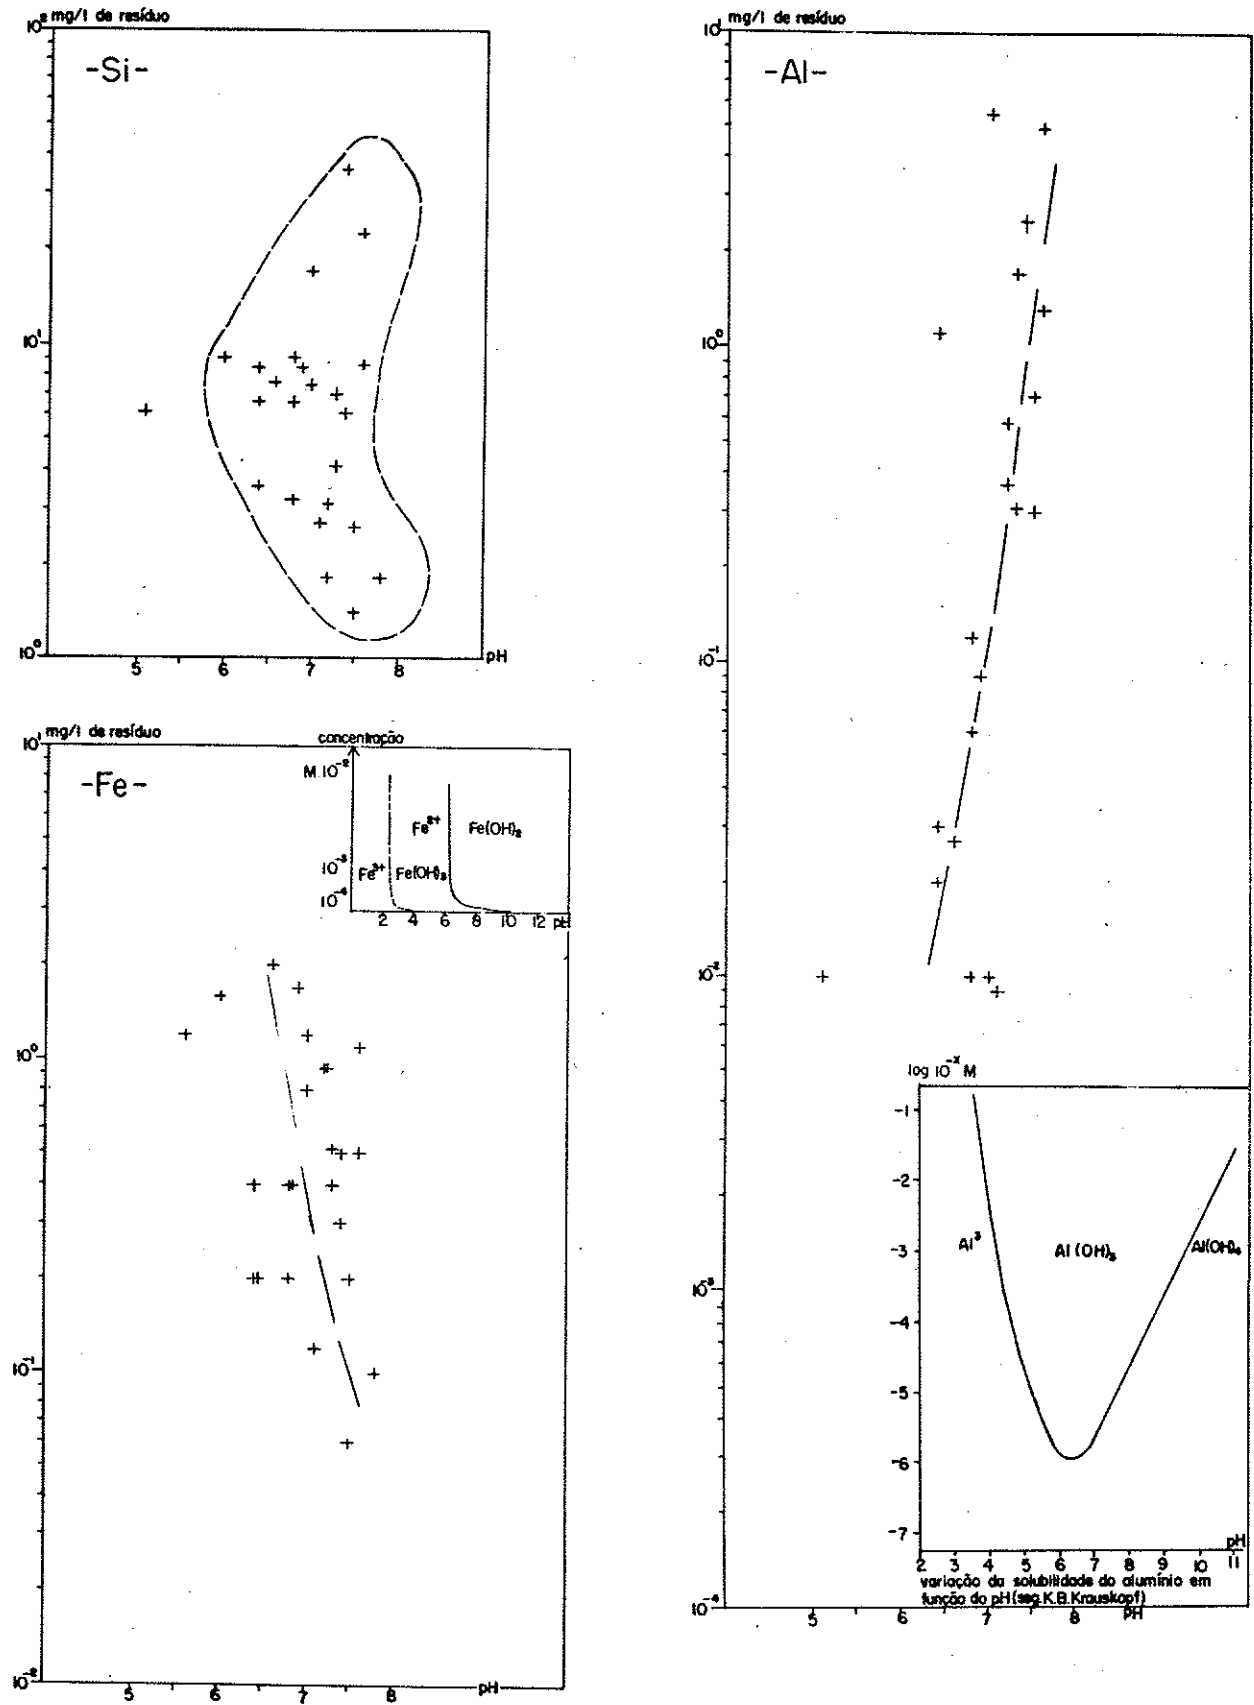 10² mg/l de resíduo
-Si-
10¹
10⁰
5 6 7 8 pH
10¹ mg/l de resíduo
-Fe-
concentração
M.10⁻²
Fe²⁺ Fe(OH)₂
10⁻³
Fe³⁺ Fe(OH)₃
10⁻⁴
2 4 6 8 10 12 pH
10⁰
10⁻¹
10⁻²
5 6 7 8 pH
10¹ mg/l de resíduo
-Al-
10⁰
10⁻¹
10⁻²
log 10⁻ˣ M
-1
-2
Al³ Al(OH)₃ Al(OH)₄
-3
10⁻³
-4
-5
-6
-7
pH
2 3 4 5 6 7 8 9 10 11
variação da solubilidade do alumínio em
função do pH (seg. K.B.Krauskopf)
10⁻⁴
5 6 7 8 pH